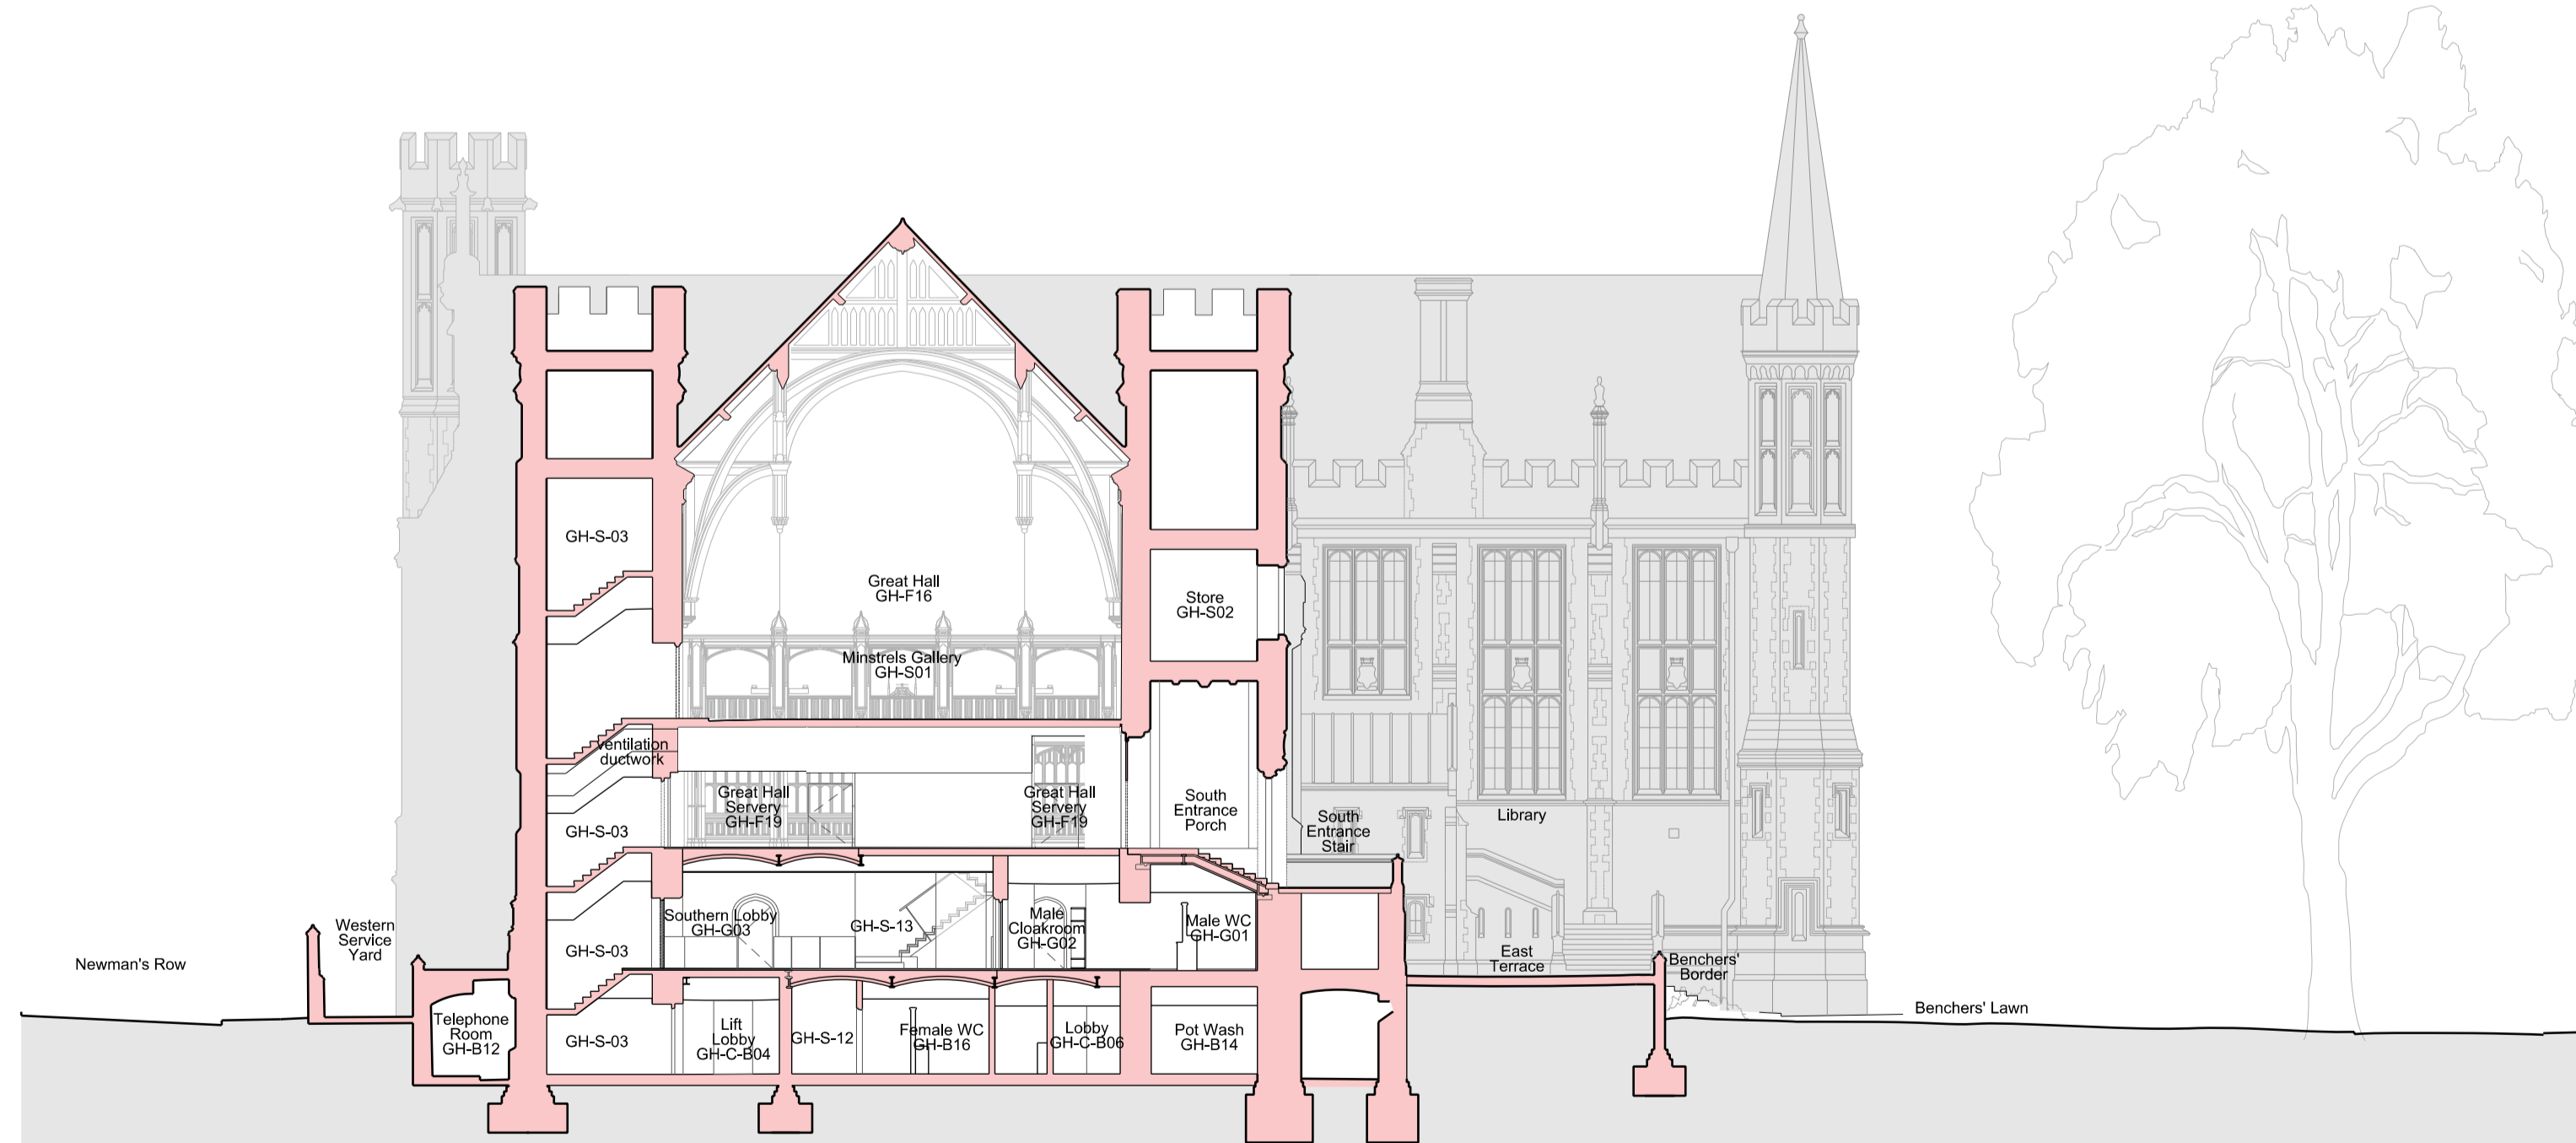 GH-S-03
Great Hall
GH-F16
Store
GH-S02
Minstrels Gallery
GH-S01
Ventilation
ductwork
Great Hall
Servery
GH-F19
Great Hall
Servery
GH-F19
South
Entrance
Porch
GH-S-03
South
Entrance
Stair
Library
Newman's Row
Western
Service
Yard
GH-S-03
Southern Lobby
GH-G03
GH-S-13
Male
Cloakroom
GH-G02
Male WC
GH-G01
East
Terrace
Benchers'
Border
Benchers' Lawn
Telephone
Room
GH-B12
GH-S-03
Lift
Lobby
GH-C-B04
GH-S-12
Female WC
GH-B16
Lobby
GH-C-B06
Pot Wash
GH-B14